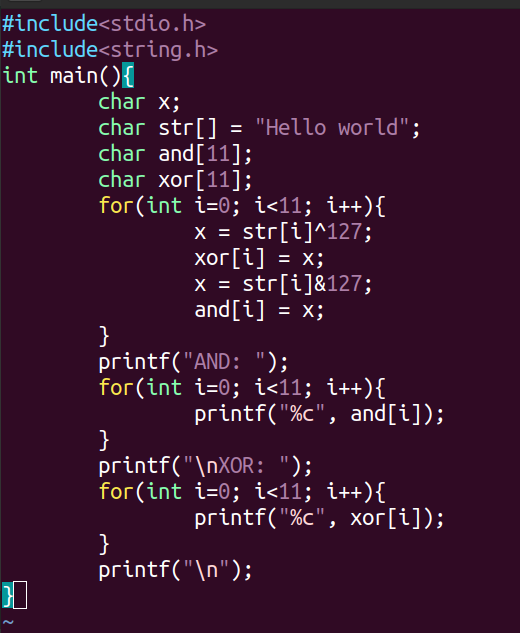 #include<stdio.h>
#include<string.h>
int main(){
        char x;
        char str[] = "Hello world";
        char and[11];
        char xor[11];
        for(int i=0; i<11; i++){
                x = str[i]^127;
                xor[i] = x;
                x = str[i]&127;
                and[i] = x;
        }
        printf("AND: ");
        for(int i=0; i<11; i++){
                printf("%c", and[i]);
        }
        printf("\nXOR: ");
        for(int i=0; i<11; i++){
                printf("%c", xor[i]);
        }
        printf("\n");
}
~